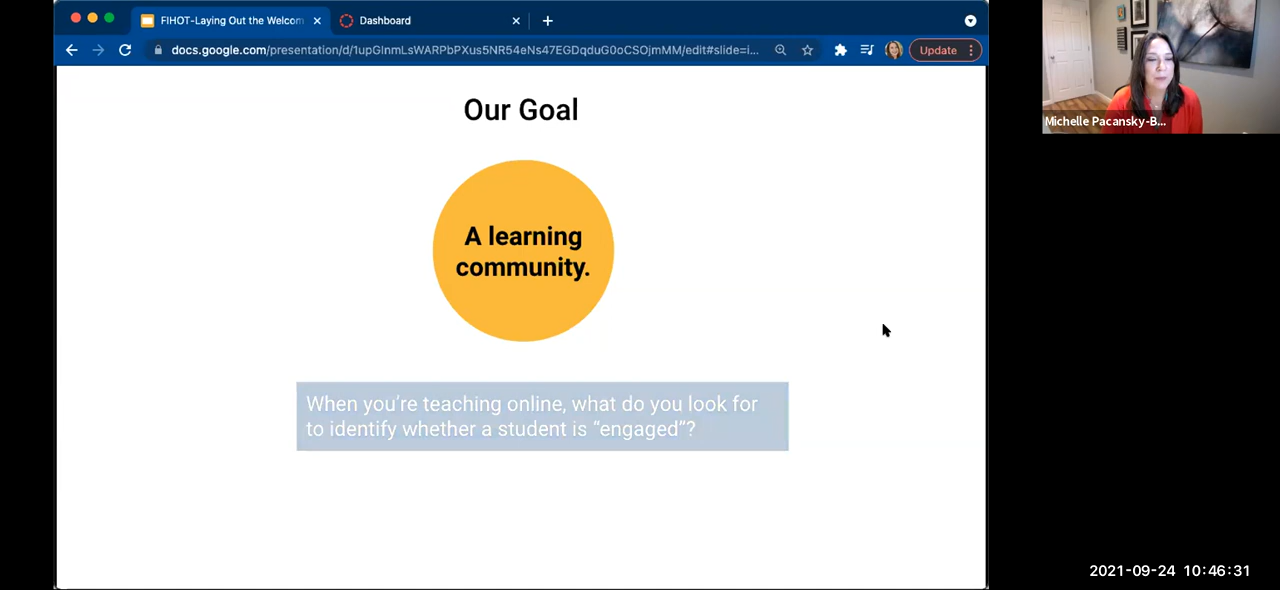 FIHOT-Laying Out the Welcom
Dashboard
docs.google.com/presentation/d/1upGlnmLsWARPbPXus5NR54eNs47EGDqduG0oCSOjmMM/edit#slide=i...
Update
Our Goal
A learning
community.
When you’re teaching online, what do you look for
to identify whether a student is “engaged”?
Michelle Pacansky-B...
2021-09-24 10:46:31